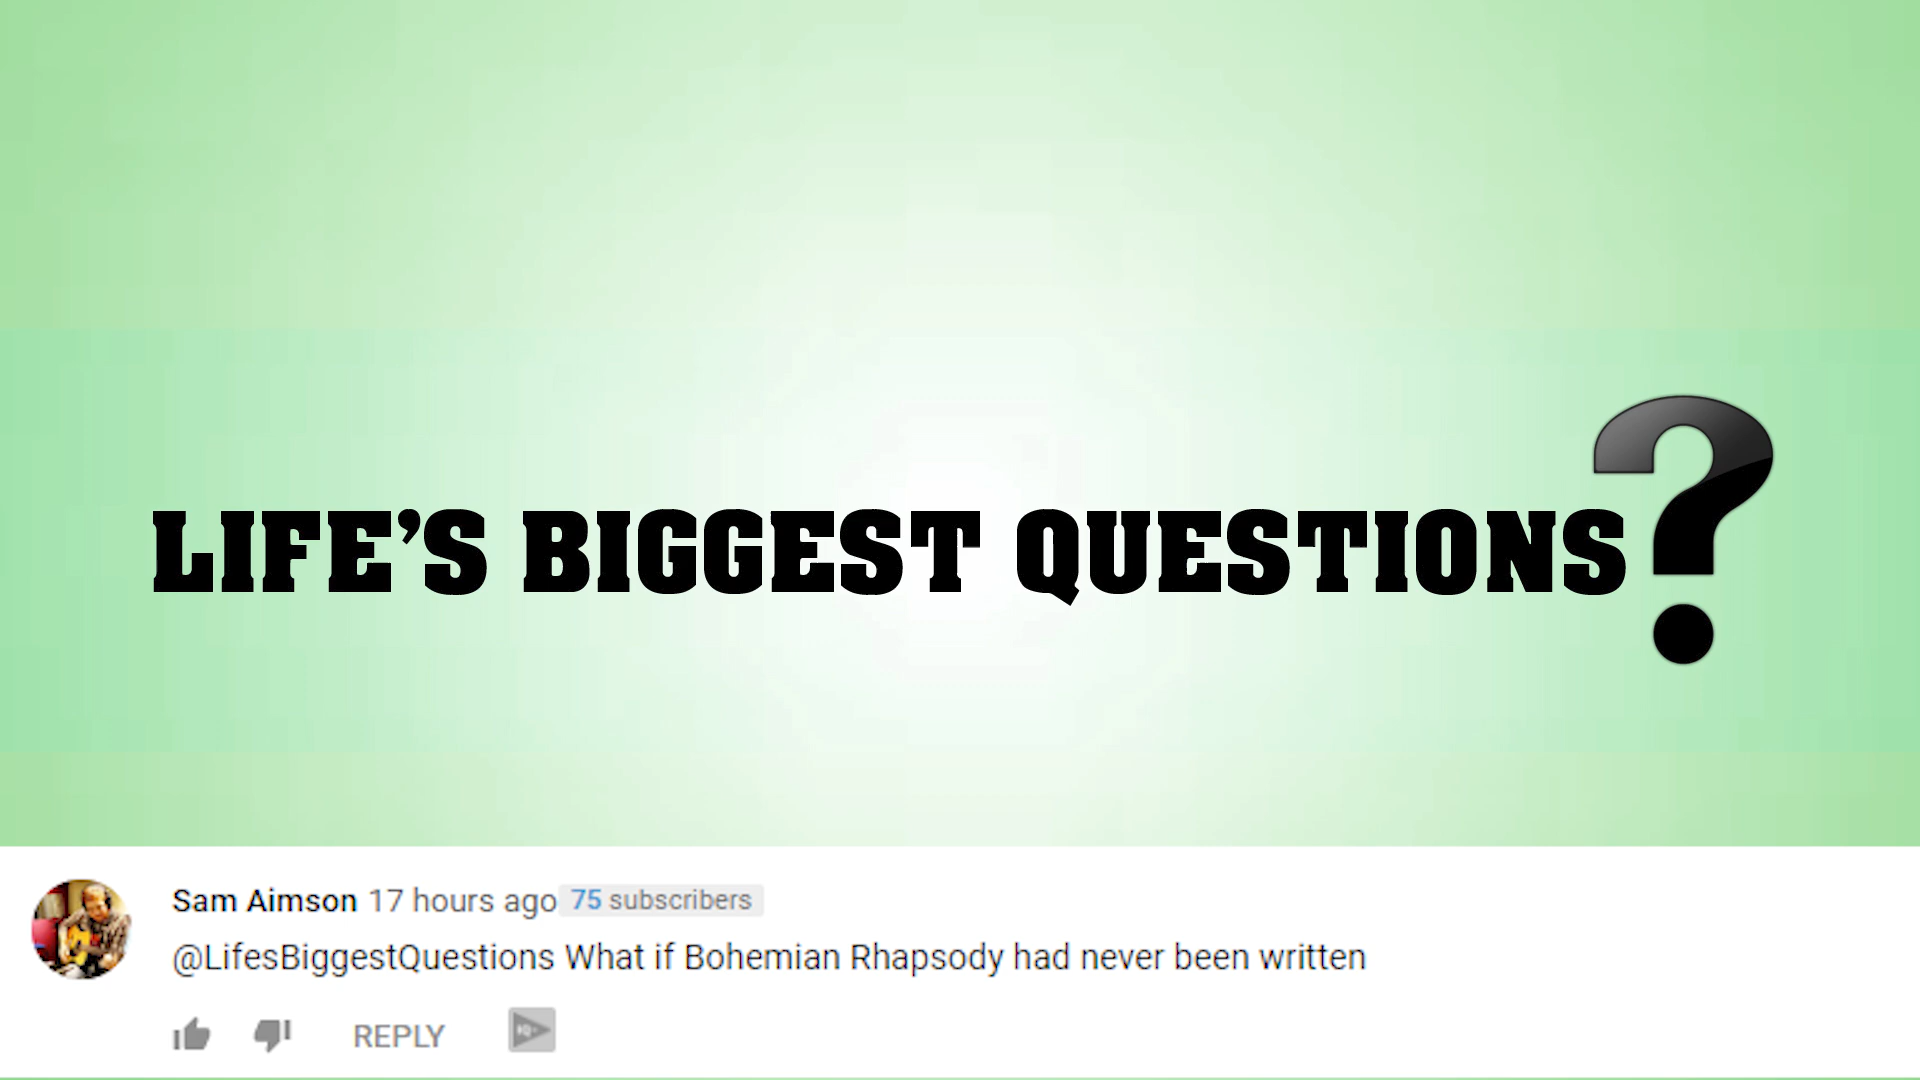 LIFE’S BIGGEST QUESTIONS?
Sam Aimson 17 hours ago 75 subscribers
@LifesBiggestQuestions What if Bohemian Rhapsody had never been written
REPLY